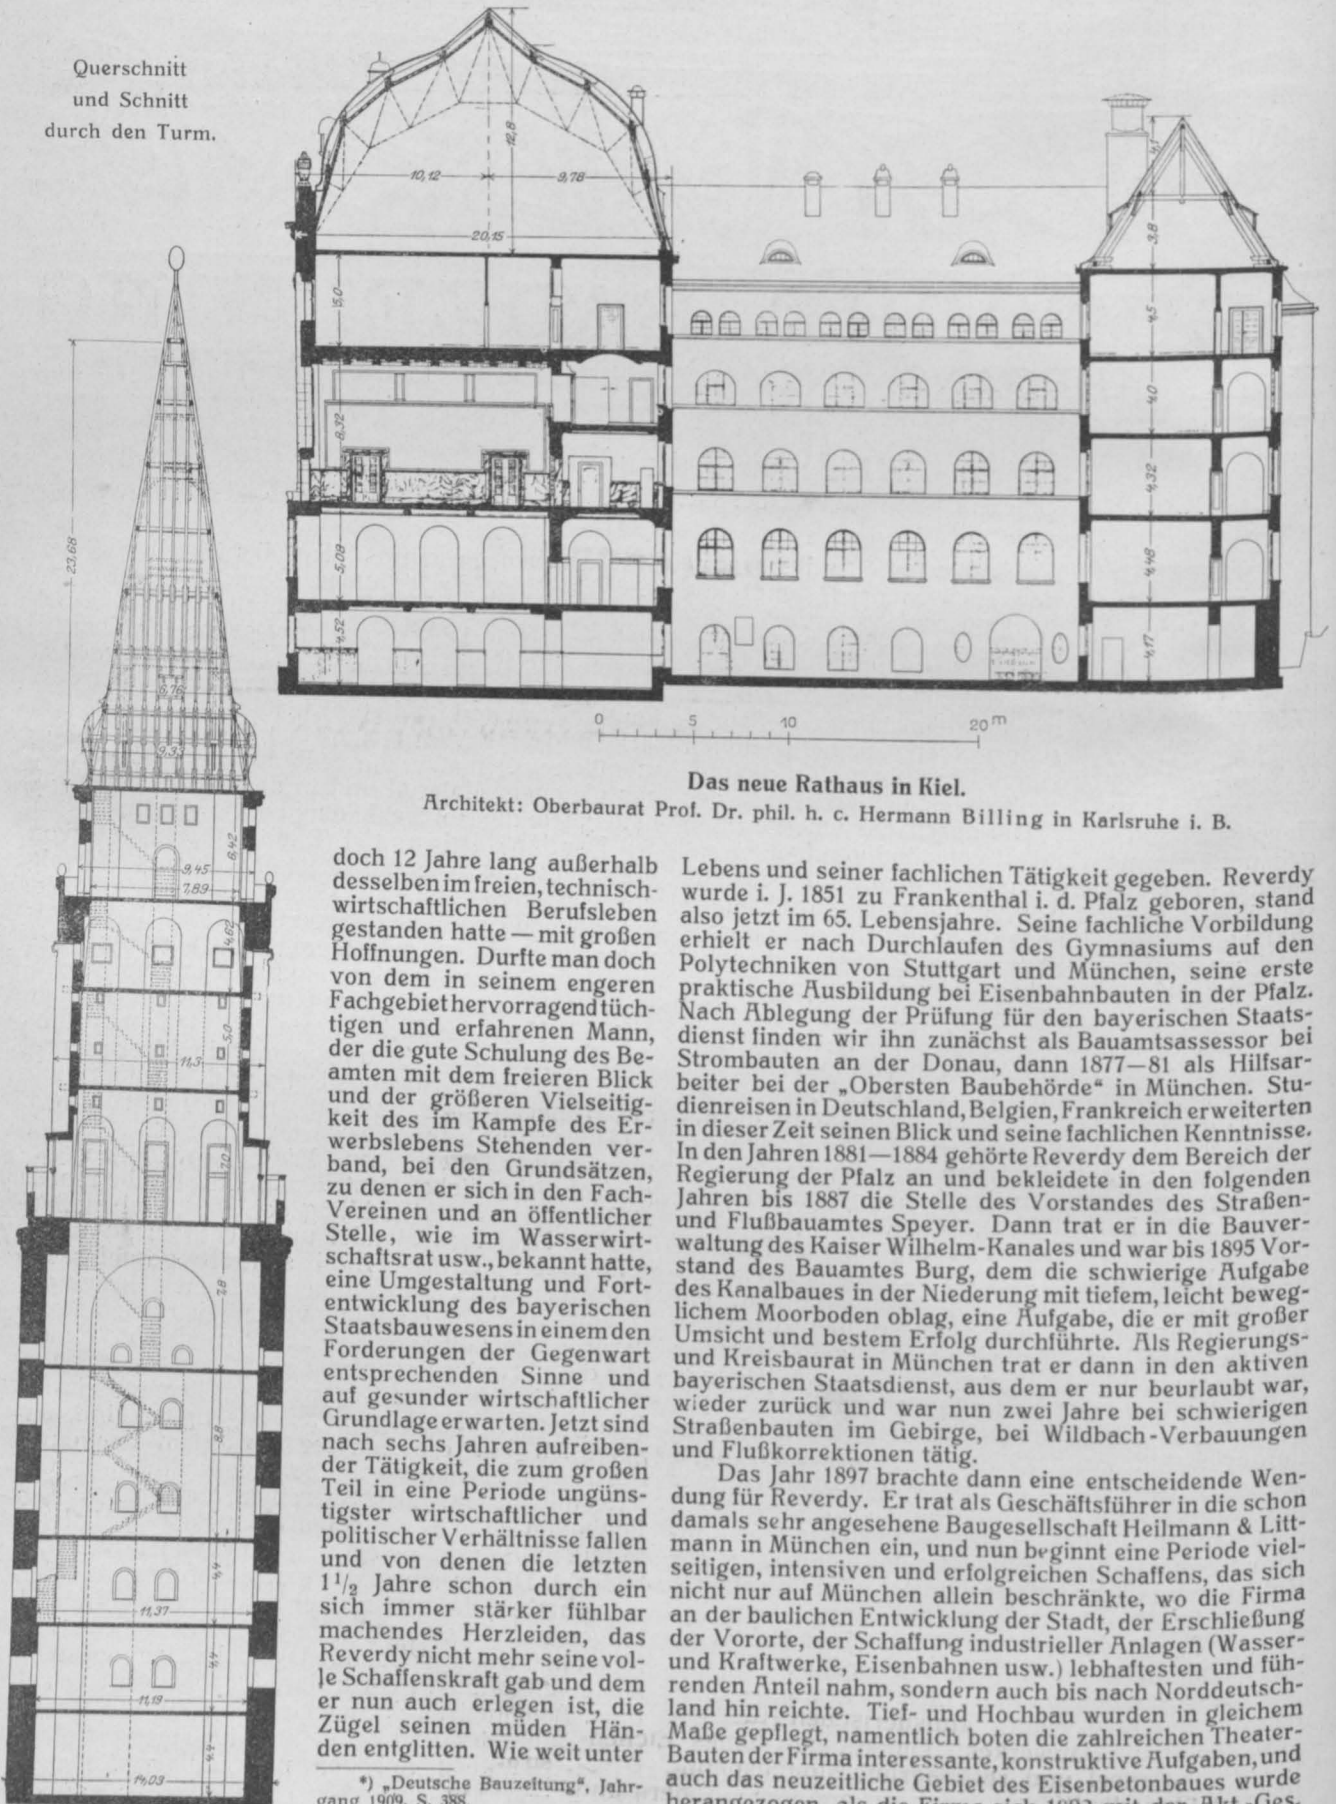 Querschnitt
und Schnitt
durch den Turm.
10,12
9,78
12,8
20,15
5,0
8,32
5,08
4,52
4,1
3,8
4,5
4,0
4,32
4,48
4,17
0 5 10 20 m
23,68
9,76
9,33
6,42
9,45
7,89
4,62
5,0
11,3
7,0
7,8
8,8
4,4
11,37
4,4
11,19
4,4
14,03
Das neue Rathaus in Kiel.
Architekt: Oberbaurat Prof. Dr. phil. h. c. Hermann Billing in Karlsruhe i. B.
doch 12 Jahre lang außerhalb
desselben im freien, technisch-
wirtschaftlichen Berufsleben
gestanden hatte — mit großen
Hoffnungen. Durfte man doch
von dem in seinem engeren
Fachgebiet hervorragend tüch-
tigen und erfahrenen Mann,
der die gute Schulung des Be-
amten mit dem freieren Blick
und der größeren Vielseitig-
keit des im Kampfe des Er-
werbslebens Stehenden ver-
band, bei den Grundsätzen,
zu denen er sich in den Fach-
Vereinen und an öffentlicher
Stelle, wie im Wasserwirt-
schaftsrat usw., bekannt hatte,
eine Umgestaltung und Fort-
entwicklung des bayerischen
Staatsbauwesens in einem den
Forderungen der Gegenwart
entsprechenden Sinne und
auf gesunder wirtschaftlicher
Grundlage erwarten. Jetzt sind
nach sechs Jahren aufreiben-
der Tätigkeit, die zum großen
Teil in eine Periode ungüns-
tigster wirtschaftlicher und
politischer Verhältnisse fallen
und von denen die letzten
1 1/2 Jahre schon durch ein
sich immer stärker fühlbar
machendes Herzleiden, das
Reverdy nicht mehr seine vol-
le Schaffenskraft gab und dem
er nun auch erlegen ist, die
Zügel seinen müden Hän-
den entglitten. Wie weit unter
*) „Deutsche Bauzeitung“, Jahr-
gang 1909, S. 388.
Lebens und seiner fachlichen Tätigkeit gegeben. Reverdy
wurde i. J. 1851 zu Frankenthal i. d. Pfalz geboren, stand
also jetzt im 65. Lebensjahre. Seine fachliche Vorbildung
erhielt er nach Durchlaufen des Gymnasiums auf den
Polytechniken von Stuttgart und München, seine erste
praktische Ausbildung bei Eisenbahnbauten in der Pfalz.
Nach Ablegung der Prüfung für den bayerischen Staats-
dienst finden wir ihn zunächst als Bauamtsassessor bei
Strombauten an der Donau, dann 1877—81 als Hilfsar-
beiter bei der „Obersten Baubehörde“ in München. Stu-
dienreisen in Deutschland, Belgien, Frankreich erweiterten
in dieser Zeit seinen Blick und seine fachlichen Kenntnisse.
In den Jahren 1881—1884 gehörte Reverdy dem Bereich der
Regierung der Pfalz an und bekleidete in den folgenden
Jahren bis 1887 die Stelle des Vorstandes des Straßen-
und Flußbauamtes Speyer. Dann trat er in die Bauver-
waltung des Kaiser Wilhelm-Kanales und war bis 1895 Vor-
stand des Bauamtes Burg, dem die schwierige Aufgabe
des Kanalbaues in der Niederung mit tiefem, leicht beweg-
lichem Moorboden oblag, eine Aufgabe, die er mit großer
Umsicht und bestem Erfolg durchführte. Als Regierungs-
und Kreisbaurat in München trat er dann in den aktiven
bayerischen Staatsdienst, aus dem er nur beurlaubt war,
wieder zurück und war nun zwei Jahre bei schwierigen
Straßenbauten im Gebirge, bei Wildbach-Verbauungen
und Flußkorrektionen tätig.
Das Jahr 1897 brachte dann eine entscheidende Wen-
dung für Reverdy. Er trat als Geschäftsführer in die schon
damals sehr angesehene Baugesellschaft Heilmann & Litt-
mann in München ein, und nun beginnt eine Periode viel-
seitigen, intensiven und erfolgreichen Schaffens, das sich
nicht nur auf München allein beschränkte, wo die Firma
an der baulichen Entwicklung der Stadt, der Erschließung
der Vororte, der Schaffung industrieller Anlagen (Wasser-
und Kraftwerke, Eisenbahnen usw.) lebhaftesten und füh-
renden Anteil nahm, sondern auch bis nach Norddeutsch-
land hin reichte. Tief- und Hochbau wurden in gleichem
Maße gepflegt, namentlich boten die zahlreichen Theater-
Bauten der Firma interessante, konstruktive Aufgaben, und
auch das neuzeitliche Gebiet des Eisenbetonbaues wurde